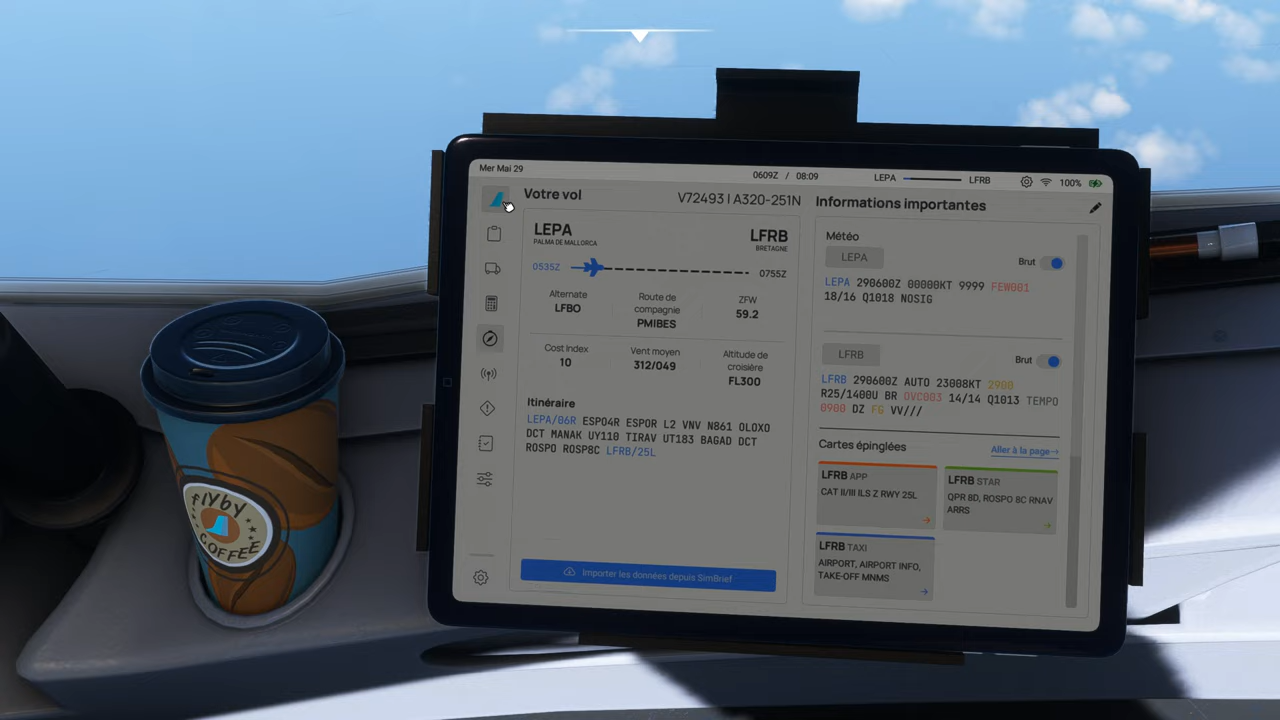 Mer Mai 29
0609Z / 08:09
LEPA LFRB
100%
Votre vol
V72493 | A320-251N
LEPA
PALMA DE MALLORCA
LFRB
BRETAGNE
0535Z
0755Z
Alternate
LFBO
Route de
compagnie
PMIBES
ZFW
59.2
Cost Index
10
Vent moyen
312/049
Altitude de
croisière
FL300
Itinéraire
LEPA/06R ESPO4R ESPOR L2 VNV N861 OLOXO
DCT MANAK UY110 TIRAV UT183 BAGAD DCT
ROSPO ROSP8C LFRB/25L
Importer les données depuis SimBrief
Informations importantes
Météo
LEPA
Brut
LEPA 290600Z 00000KT 9999 FEW001
18/16 Q1018 NOSIG
LFRB
Brut
LFRB 290600Z AUTO 23008KT 2900
R25/1400U BR OVC003 14/14 Q1013 TEMPO
0900 DZ FG VV///
Cartes épinglées
Aller à la page→
LFRB APP
CAT II/III ILS Z RWY 25L
LFRB STAR
QPR 8D, ROSPO 8C RNAV
ARRS
LFRB TAXI
AIRPORT, AIRPORT INFO,
TAKE-OFF MNMS
flyby
COFFEE